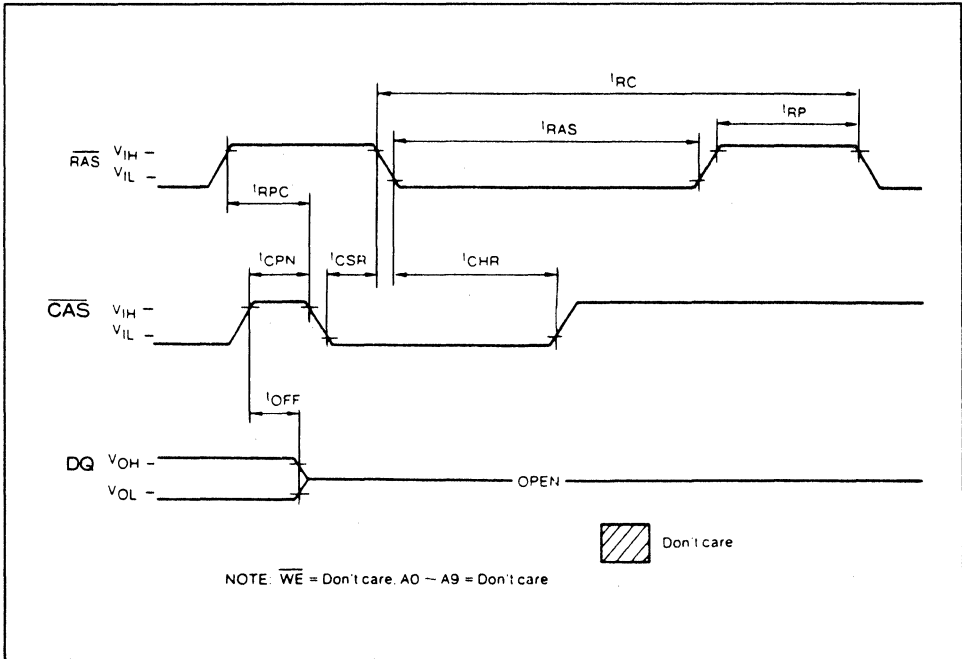 tRC
tRP
tRAS
RAS VIH
VIL
tRPC
tCPN tCSR tCHR
CAS VIH
VIL
tOFF
DQ VOH
VOL
OPEN
Don't care
NOTE: WE = Don't care, A0 – A9 = Don't care